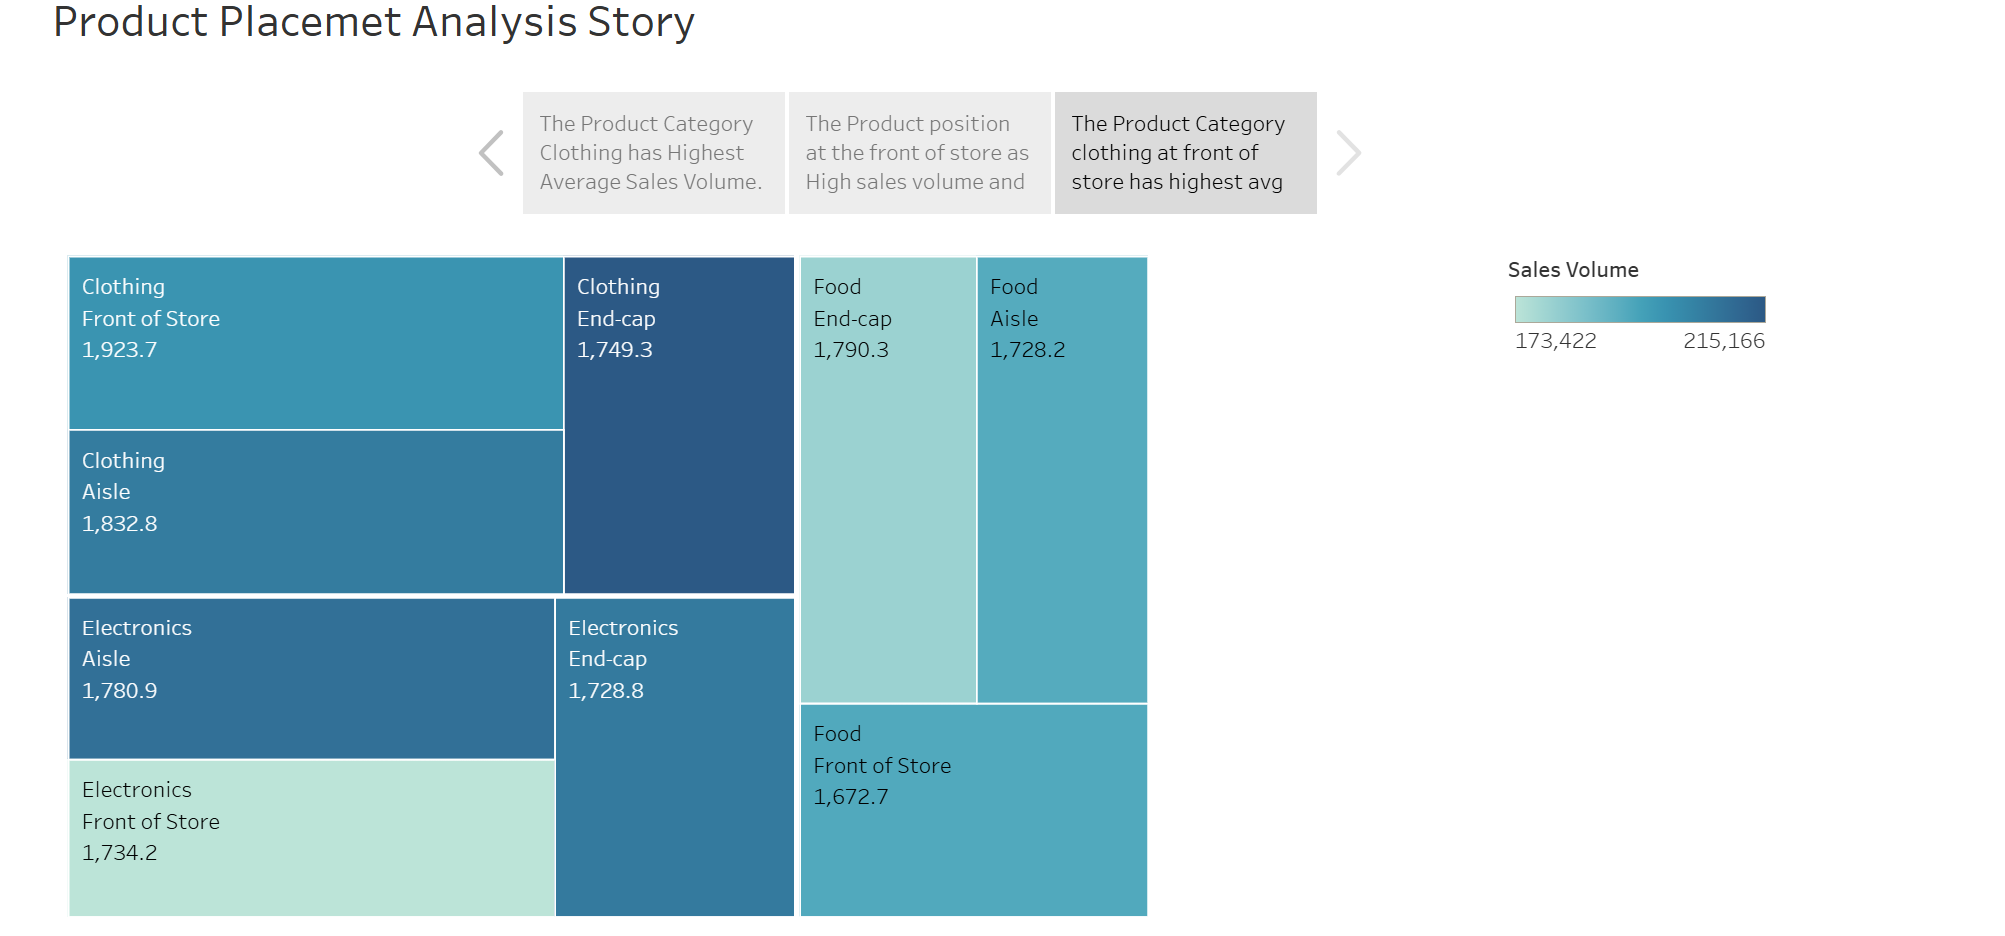 Product Placemet Analysis Story
The Product Category
Clothing has Highest
Average Sales Volume.
The Product position
at the front of store as
High sales volume and
The Product Category
clothing at front of
store has highest avg
Clothing
Front of Store
1,923.7
Clothing
Aisle
1,832.8
Clothing
End-cap
1,749.3
Electronics
Aisle
1,780.9
Electronics
Front of Store
1,734.2
Electronics
End-cap
1,728.8
Food
End-cap
1,790.3
Food
Aisle
1,728.2
Food
Front of Store
1,672.7
Sales Volume
173,422 215,166